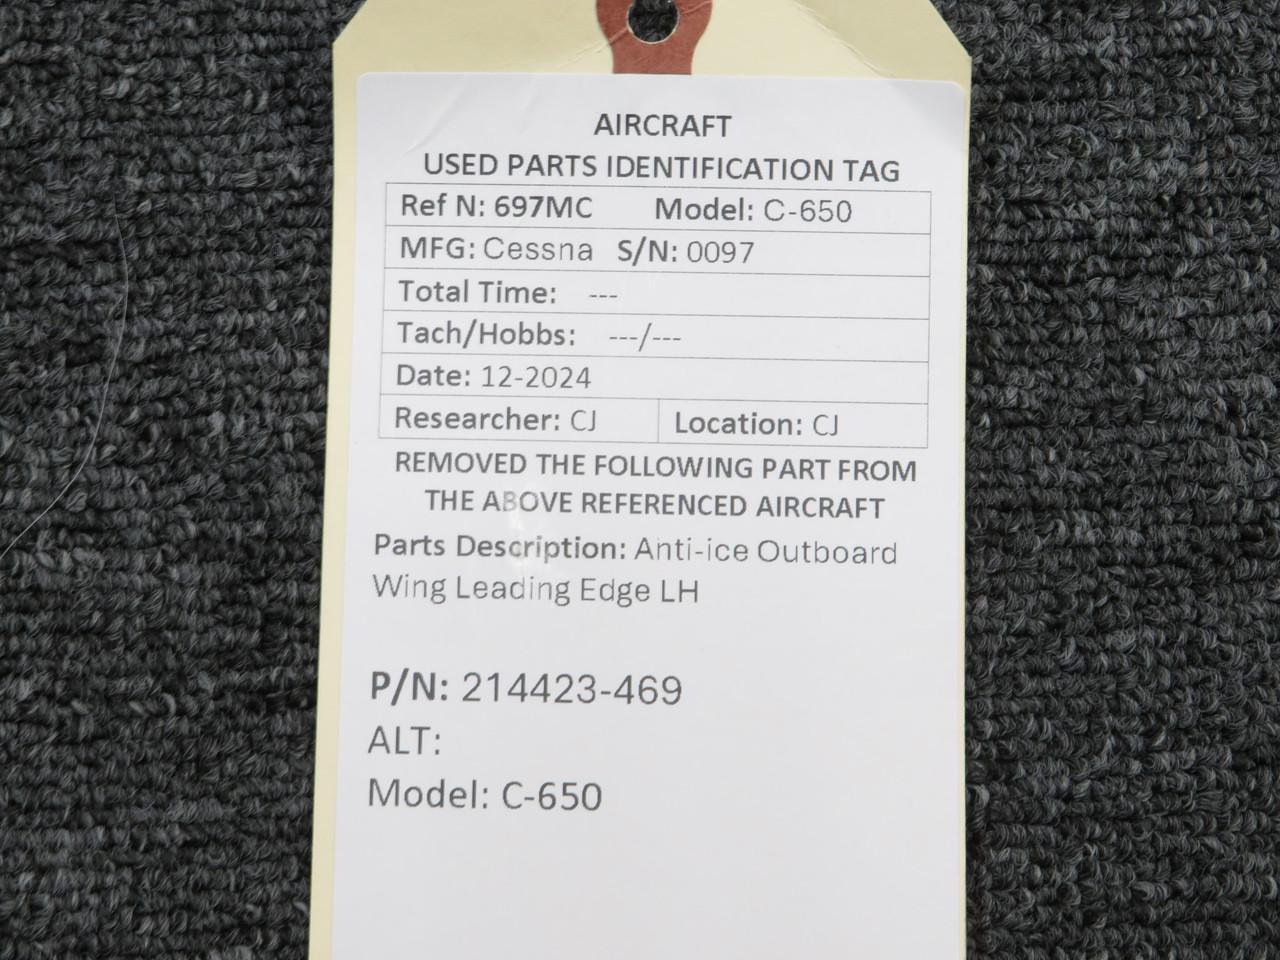 AIRCRAFT
USED PARTS IDENTIFICATION TAG
Ref N: 697MC Model: C-650
MFG: Cessna S/N: 0097
Total Time: ---
Tach/Hobbs: ---/---
Date: 12-2024
Researcher: CJ Location: CJ
REMOVED THE FOLLOWING PART FROM
THE ABOVE REFERENCED AIRCRAFT
Parts Description: Anti-ice Outboard
Wing Leading Edge LH
P/N: 214423-469
ALT:
Model: C-650